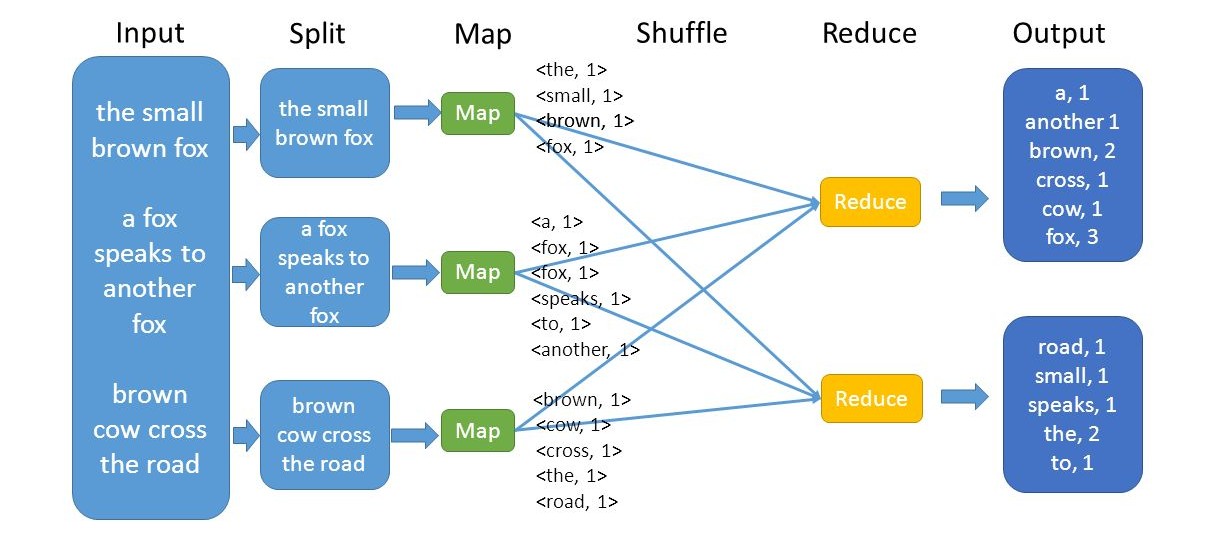 Input
Split
Map
Shuffle
Reduce
Output
the small
brown fox
a fox
speaks to
another
fox
brown
cow cross
the road
the small
brown fox
a fox
speaks to
another
fox
brown
cow cross
the road
Map
Map
Map
<the, 1>
<small, 1>
<brown, 1>
<fox, 1>
<a, 1>
<fox, 1>
<fox, 1>
<speaks, 1>
<to, 1>
<another, 1>
<brown, 1>
<cow, 1>
<cross, 1>
<the, 1>
<road, 1>
Reduce
Reduce
a, 1
another 1
brown, 2
cross, 1
cow, 1
fox, 3
road, 1
small, 1
speaks, 1
the, 2
to, 1